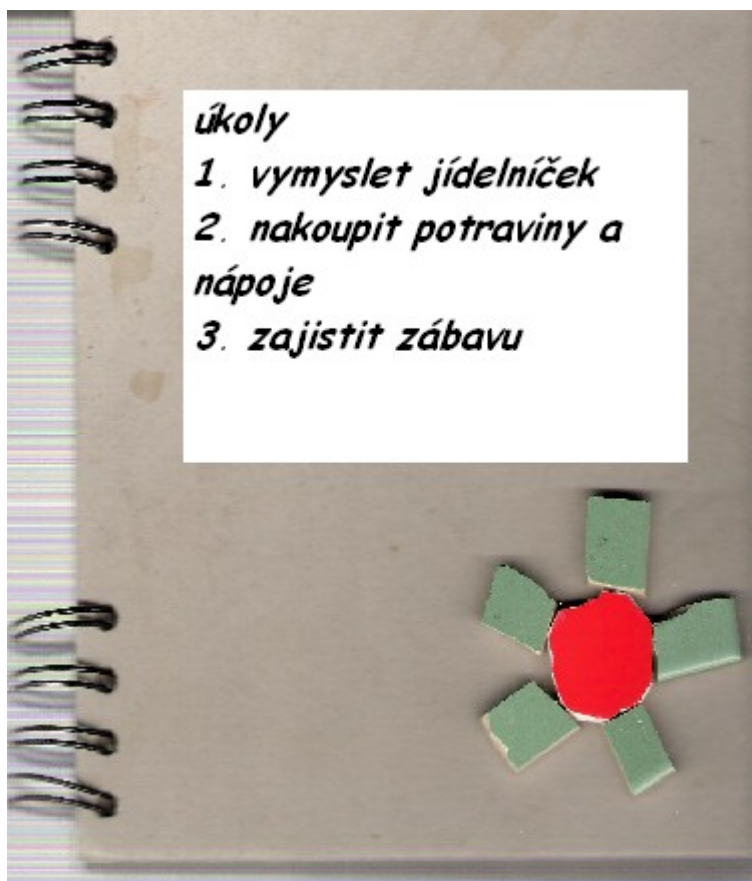 úkoly
1. vymyslet jídelníček
2. nakoupit potraviny a
nápoje
3. zajistit zábavu